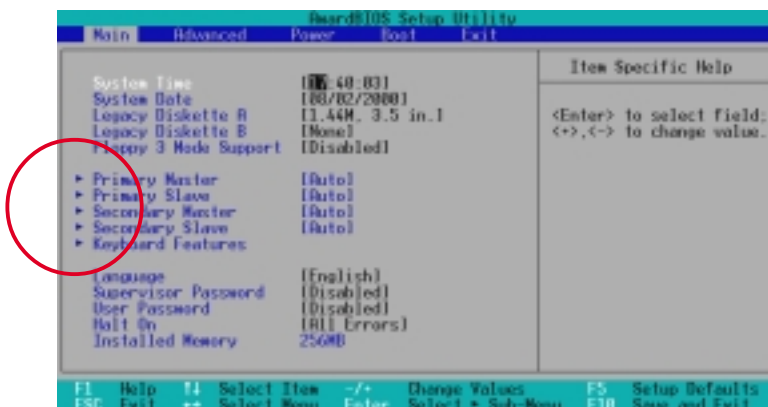 AwardBIOS Setup Utility
Main Advanced Power Boot Exit
Item Specific Help
System Time [17:40:03]
System Date [08/02/2000]
Legacy Diskette A [1.44M, 3.5 in.]
<Enter> to select field;
Legacy Diskette B [None]
<+>,<-> to change value.
Floppy 3 Mode Support [Disabled]
Primary Master [Auto]
Primary Slave [Auto]
Secondary Master [Auto]
Secondary Slave [Auto]
Keyboard Features
Language [English]
Supervisor Password [Disabled]
User Password [Disabled]
Halt On [All Errors]
Installed Memory 256MB
F1 Help ↑↓ Select Item -/+ Change Values F5 Setup Defaults
ESC Exit ↔ Select Menu Enter Select ▸ Sub-Menu F10 Save and Exit